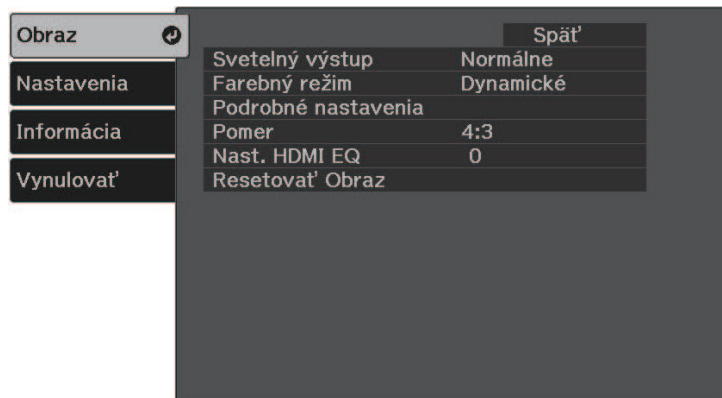 Obraz
Nastavenia
Informácia
Vynulovať
Späť
Svetelný výstup Normálne
Farebný režim Dynamické
Podrobné nastavenia
Pomer 4:3
Nast. HDMI EQ 0
Resetovať Obraz